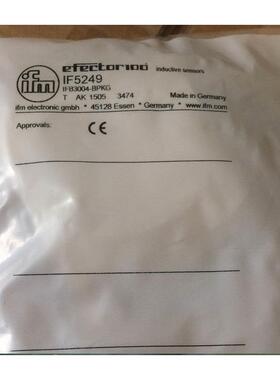 ifm efector100 inductive sensors
IF5249
IFB3004-BPKG
T AK 1505 3474 Made in Germany
ifm electronic gmbh * 45128 Essen * Germany * www.ifm.com
Approvals: CE